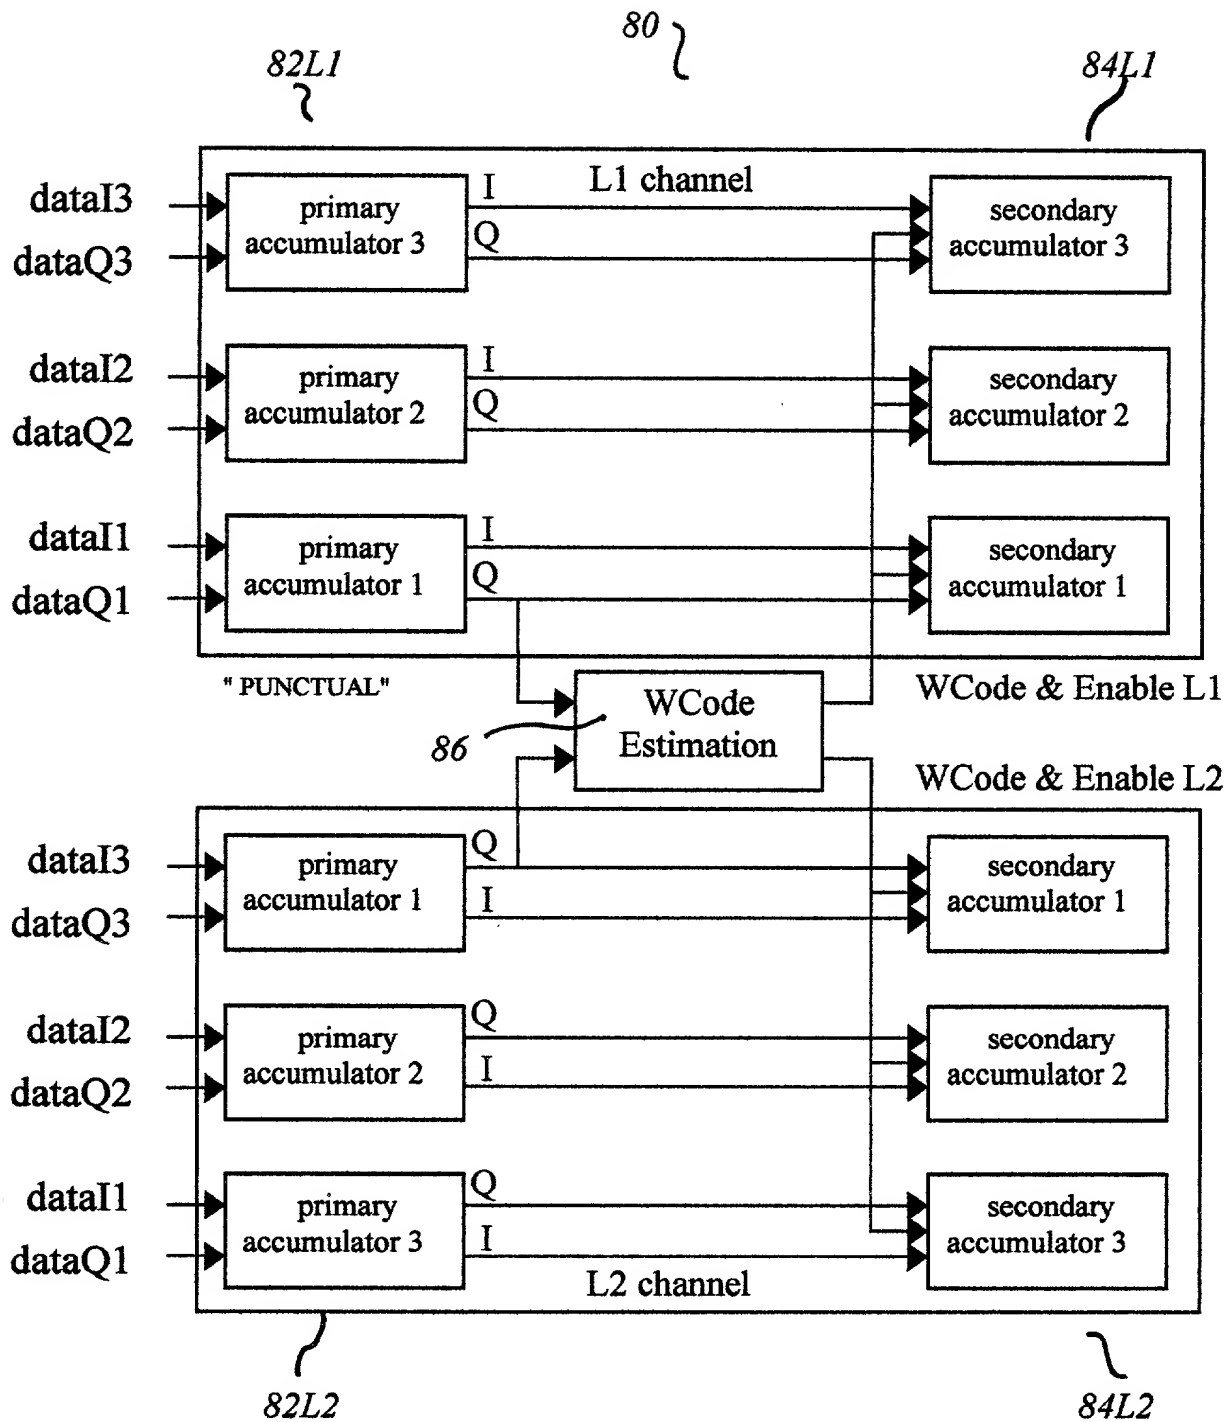 80
82L1
84L1
L1 channel
dataI3
dataQ3
primary
accumulator 3
I
Q
secondary
accumulator 3
dataI2
dataQ2
primary
accumulator 2
I
Q
secondary
accumulator 2
dataI1
dataQ1
primary
accumulator 1
I
Q
secondary
accumulator 1
" PUNCTUAL"
WCode
Estimation
86
WCode & Enable L1
WCode & Enable L2
dataI3
dataQ3
primary
accumulator 1
Q
I
secondary
accumulator 1
dataI2
dataQ2
primary
accumulator 2
Q
I
secondary
accumulator 2
dataI1
dataQ1
primary
accumulator 3
Q
I
secondary
accumulator 3
L2 channel
82L2
84L2